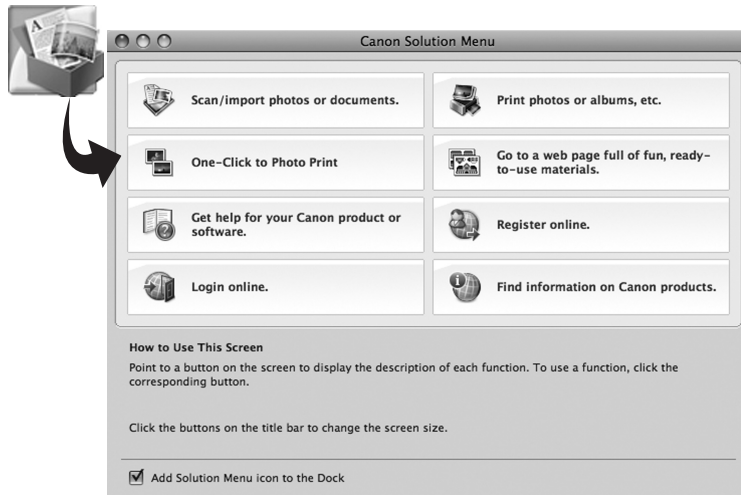 Canon Solution Menu
Scan/import photos or documents.
Print photos or albums, etc.
One-Click to Photo Print
Go to a web page full of fun, ready-
to-use materials.
Get help for your Canon product or
software.
Register online.
Login online.
Find information on Canon products.
How to Use This Screen
Point to a button on the screen to display the description of each function. To use a function, click the
corresponding button.
Click the buttons on the title bar to change the screen size.
Add Solution Menu icon to the Dock